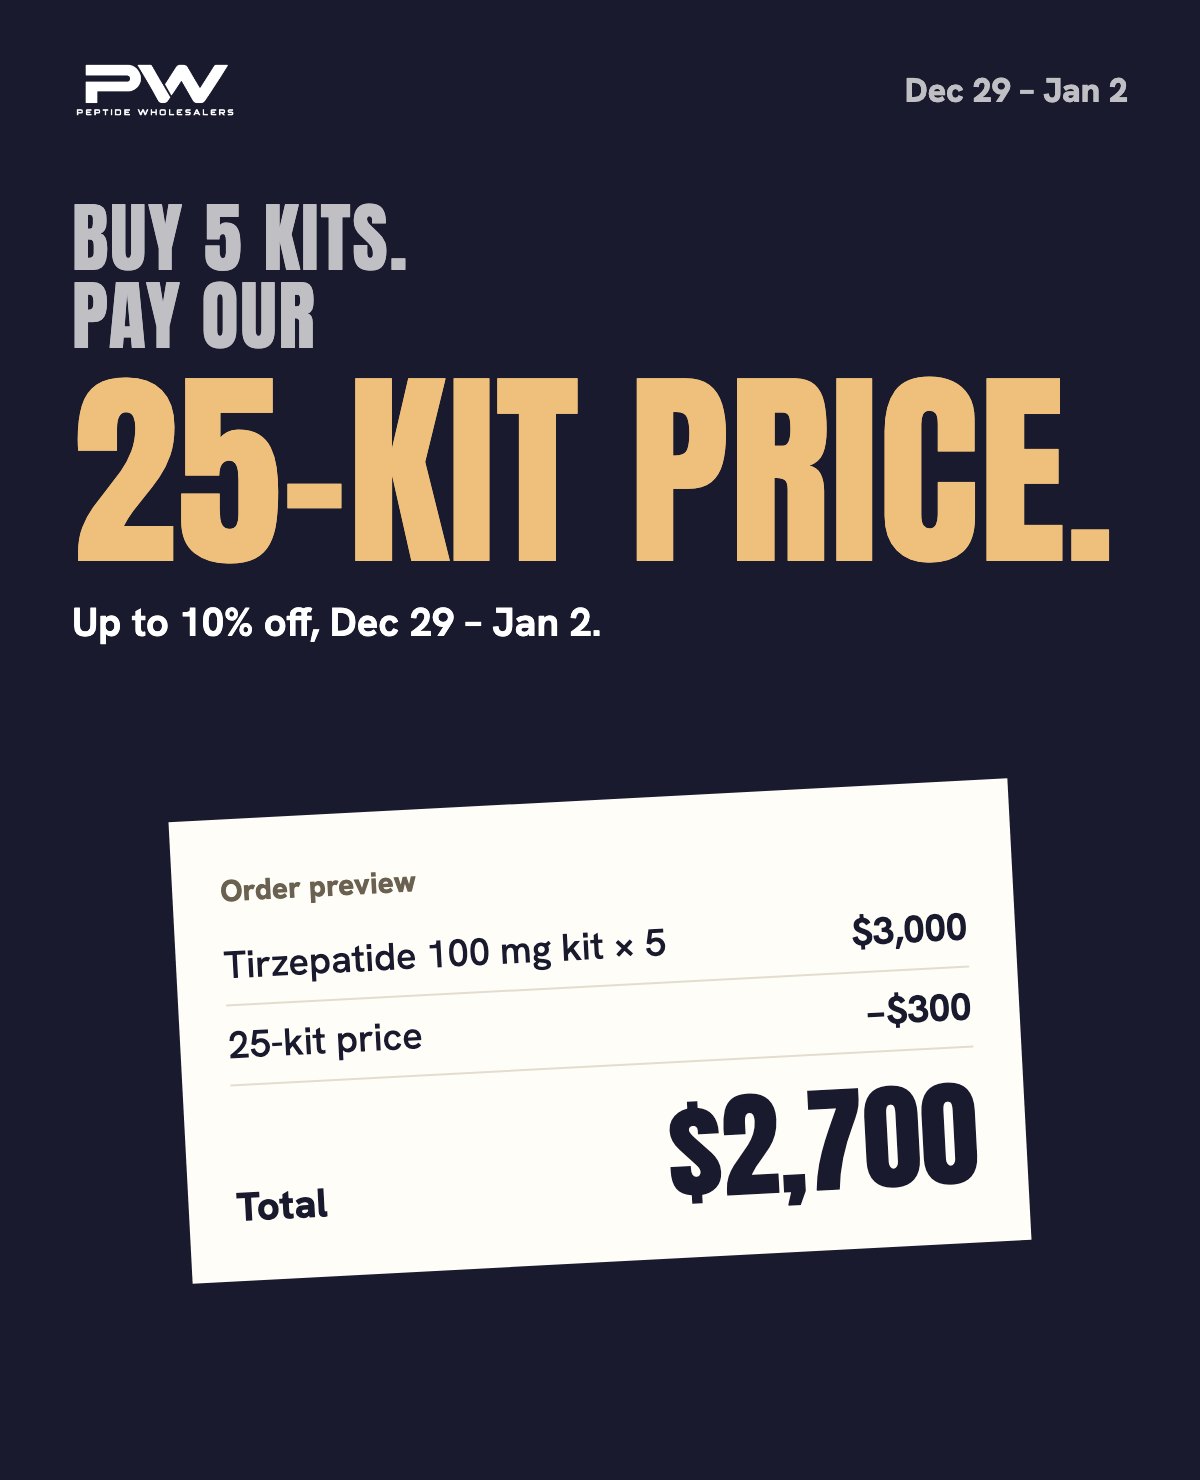 PW
PEPTIDE WHOLESALERS
Dec 29 – Jan 2
BUY 5 KITS.
PAY OUR
25-KIT PRICE.
Up to 10% off, Dec 29 – Jan 2.
Order preview
Tirzepatide 100 mg kit × 5 $3,000
25-kit price –$300
Total $2,700